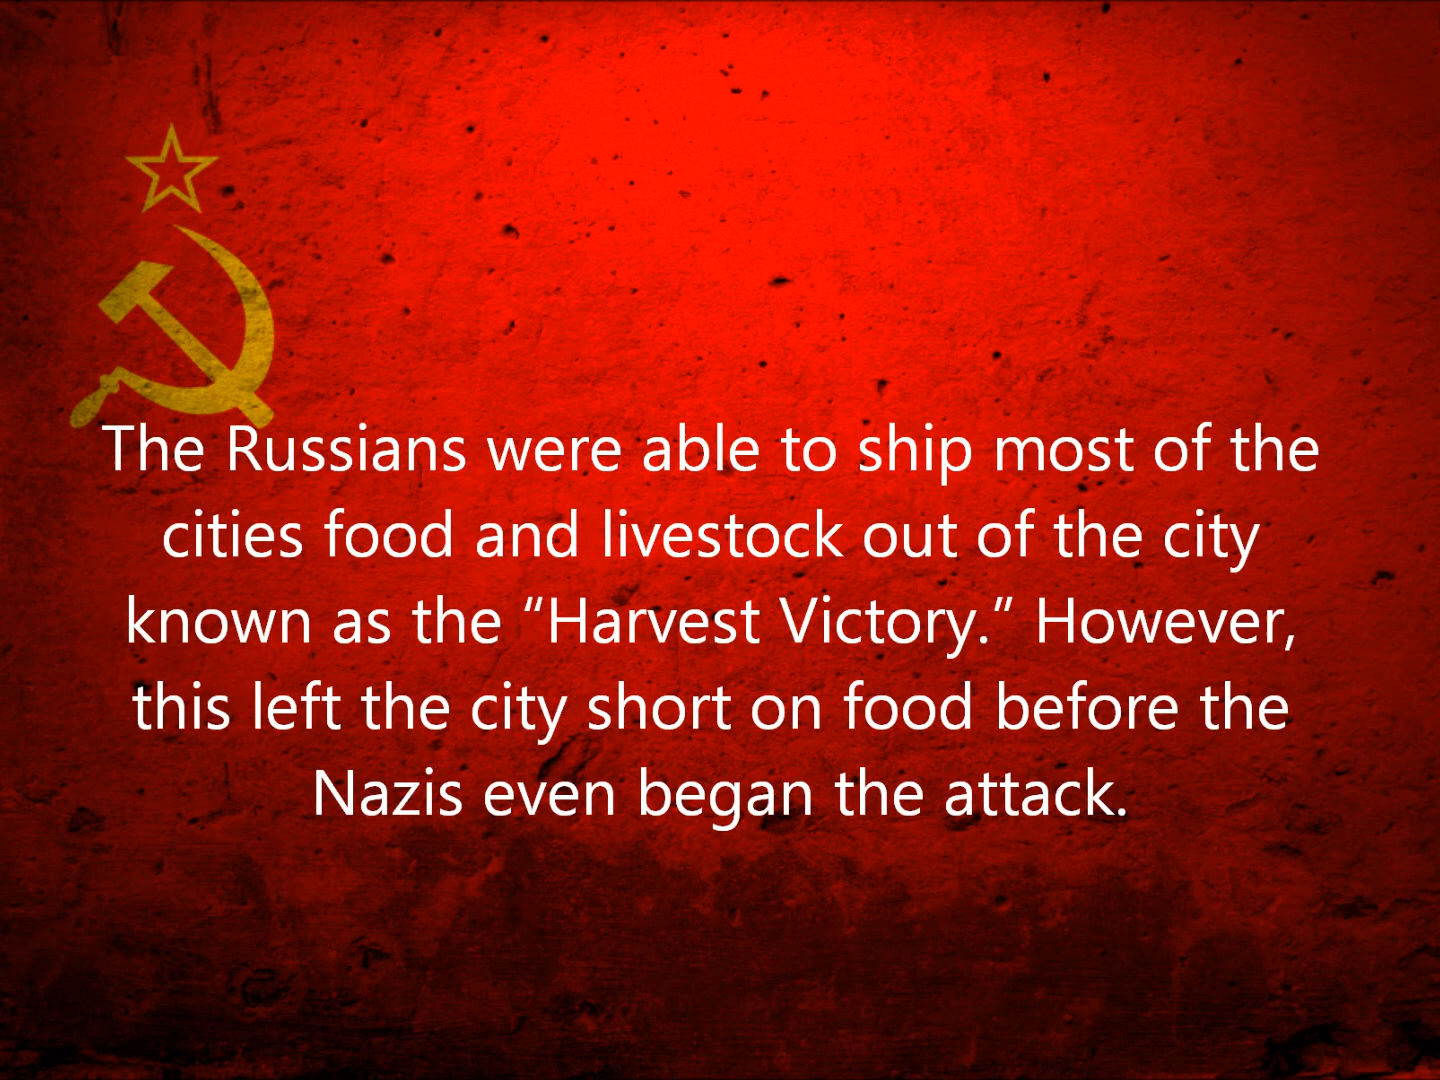 The Russians were able to ship most of the
cities food and livestock out of the city
known as the “Harvest Victory.” However,
this left the city short on food before the
Nazis even began the attack.